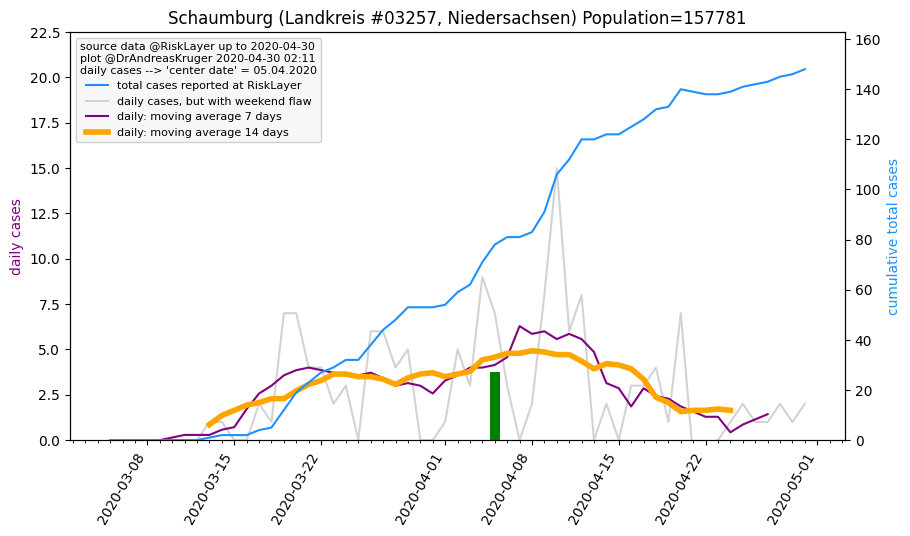 Schaumburg (Landkreis #03257, Niedersachsen) Population=157781
source data @RiskLayer up to 2020-04-30
plot @DrAndreasKruger 2020-04-30 02:11
daily cases --> 'center date' = 05.04.2020
total cases reported at RiskLayer
daily cases, but with weekend flaw
daily: moving average 7 days
daily: moving average 14 days
daily cases
22.5
20.0
17.5
15.0
12.5
10.0
7.5
5.0
2.5
0.0
160
140
120
100
80
60
40
20
0
cumulative total cases
2020-03-08
2020-03-15
2020-03-22
2020-04-01
2020-04-08
2020-04-15
2020-04-22
2020-05-01